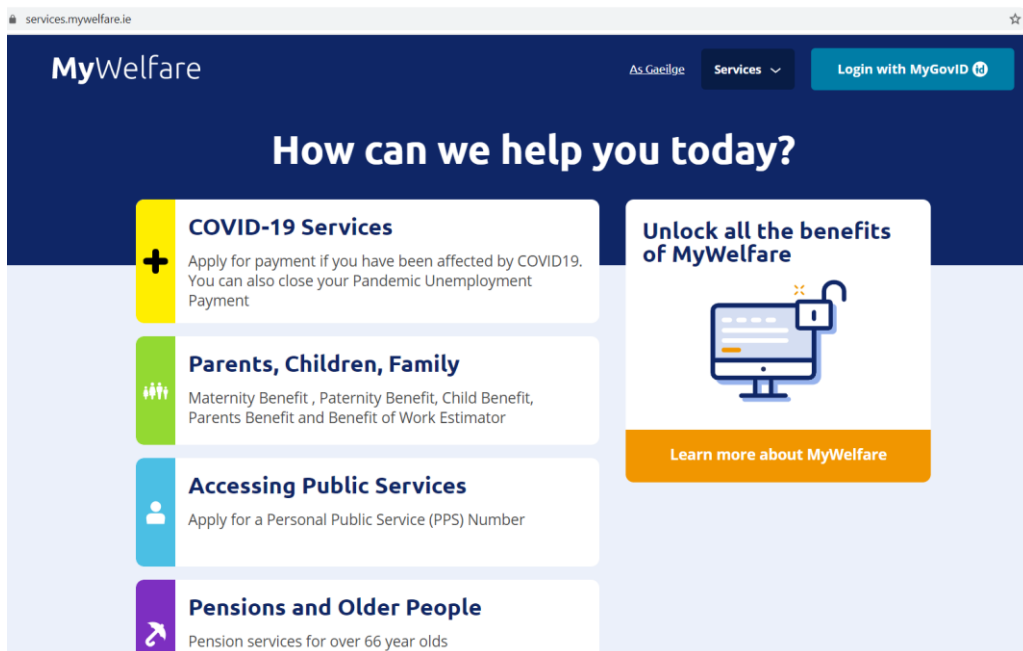 services.mywelfare.ie
MyWelfare
As Gaeilge
Services
Login with MyGovID id
How can we help you today?
COVID-19 Services
Apply for payment if you have been affected by COVID19.
You can also close your Pandemic Unemployment
Payment
Unlock all the benefits
of MyWelfare
Parents, Children, Family
Maternity Benefit , Paternity Benefit, Child Benefit,
Parents Benefit and Benefit of Work Estimator
Learn more about MyWelfare
Accessing Public Services
Apply for a Personal Public Service (PPS) Number
Pensions and Older People
Pension services for over 66 year olds